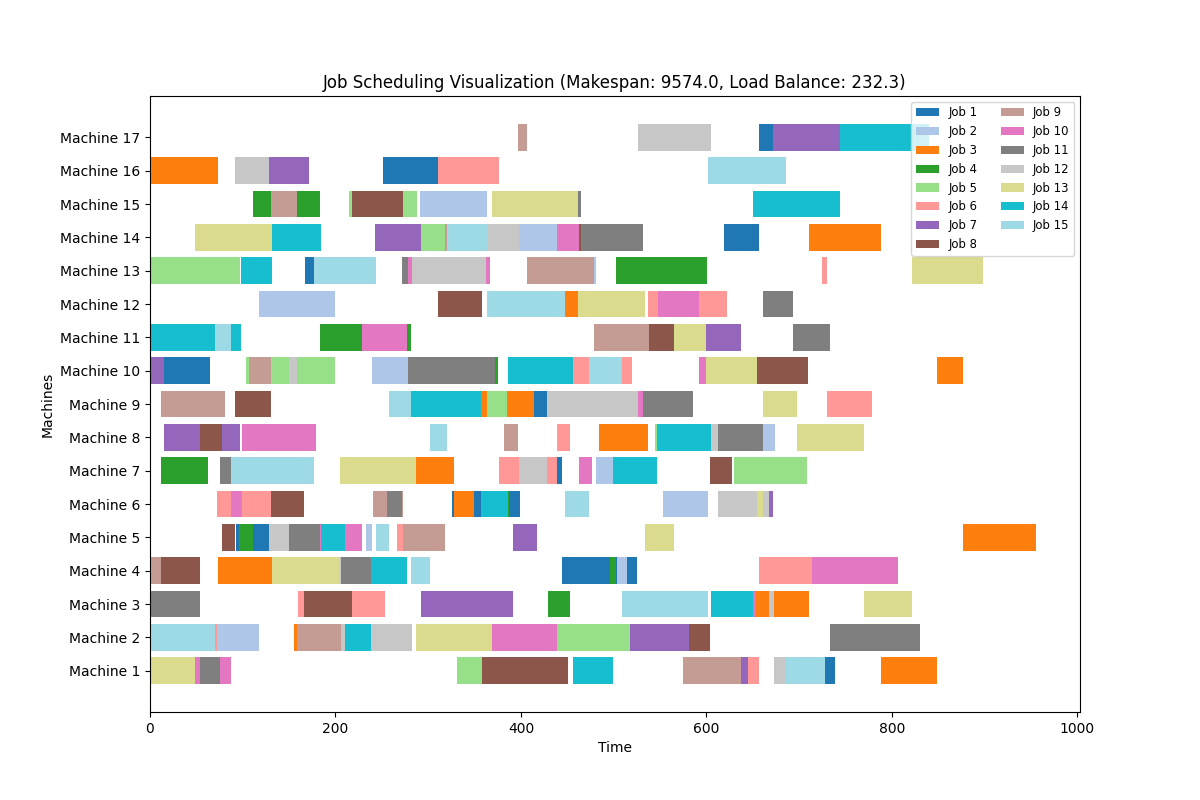 Job Scheduling Visualization (Makespan: 9574.0, Load Balance: 232.3)
Machines
Machine 17
Machine 16
Machine 15
Machine 14
Machine 13
Machine 12
Machine 11
Machine 10
Machine 9
Machine 8
Machine 7
Machine 6
Machine 5
Machine 4
Machine 3
Machine 2
Machine 1
0 200 400 600 800 1000
Time
Job 1 Job 9
Job 2 Job 10
Job 3 Job 11
Job 4 Job 12
Job 5 Job 13
Job 6 Job 14
Job 7 Job 15
Job 8